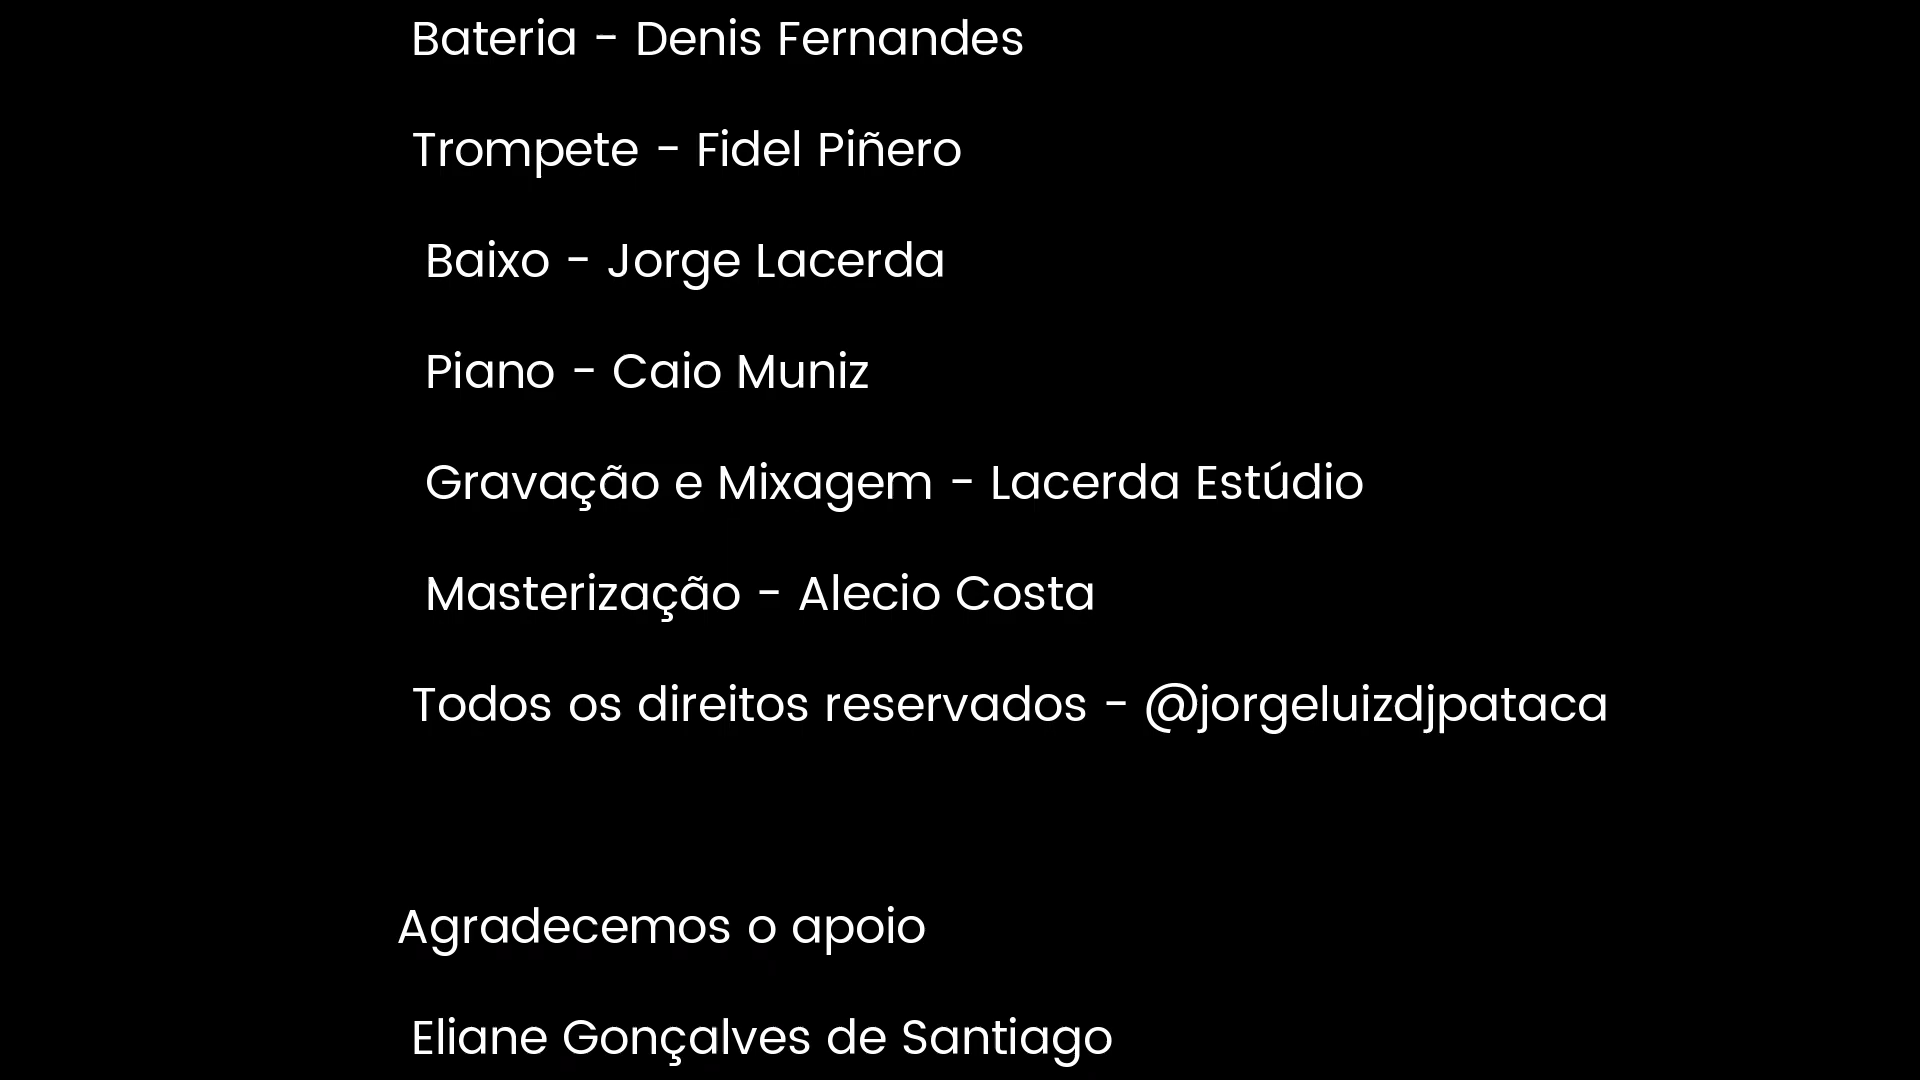 Bateria - Denis Fernandes
Trompete - Fidel Piñero
Baixo - Jorge Lacerda
Piano - Caio Muniz
Gravação e Mixagem - Lacerda Estúdio
Masterização - Alecio Costa
Todos os direitos reservados - @jorgeluizdjpataca
Agradecemos o apoio
Eliane Gonçalves de Santiago